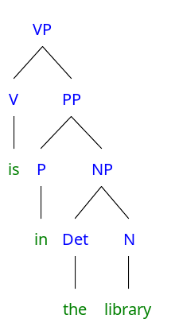 VP
V PP
is P NP
in Det N
the library